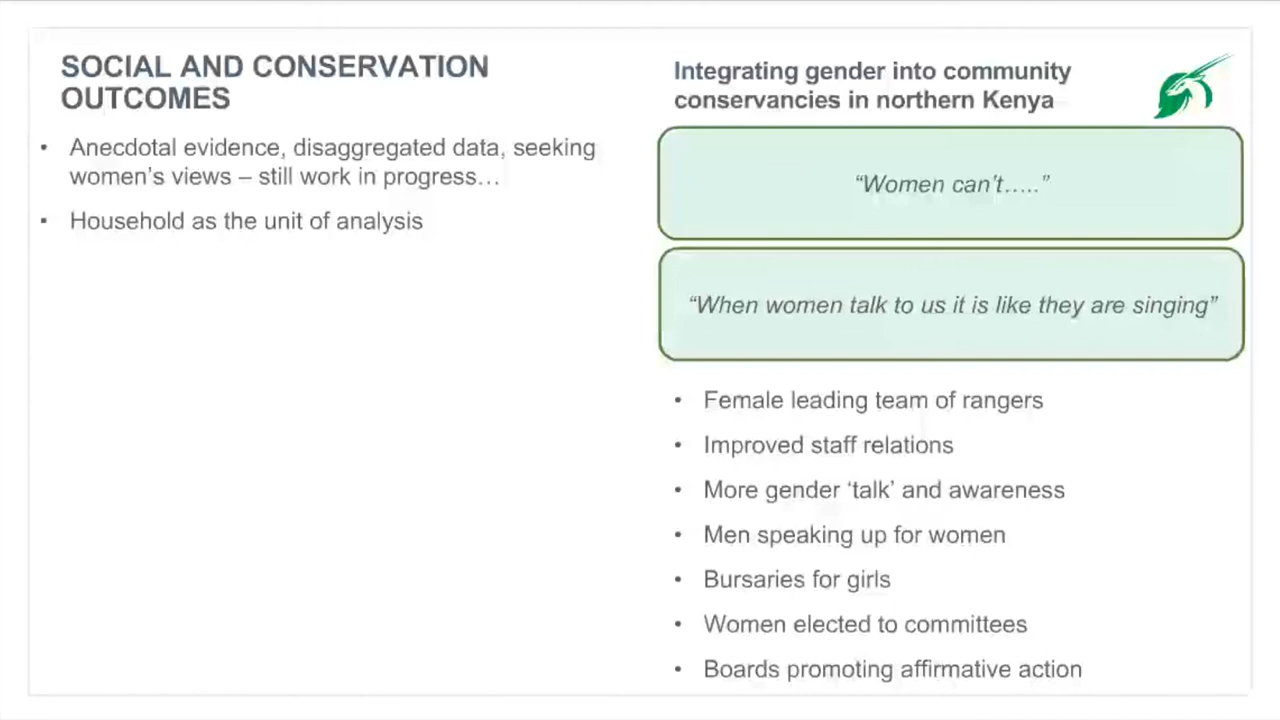 SOCIAL AND CONSERVATION
OUTCOMES
• Anecdotal evidence, disaggregated data, seeking
women’s views – still work in progress…
• Household as the unit of analysis
Integrating gender into community
conservancies in northern Kenya
“Women can’t…..”
“When women talk to us it is like they are singing”
• Female leading team of rangers
• Improved staff relations
• More gender ‘talk’ and awareness
• Men speaking up for women
• Bursaries for girls
• Women elected to committees
• Boards promoting affirmative action